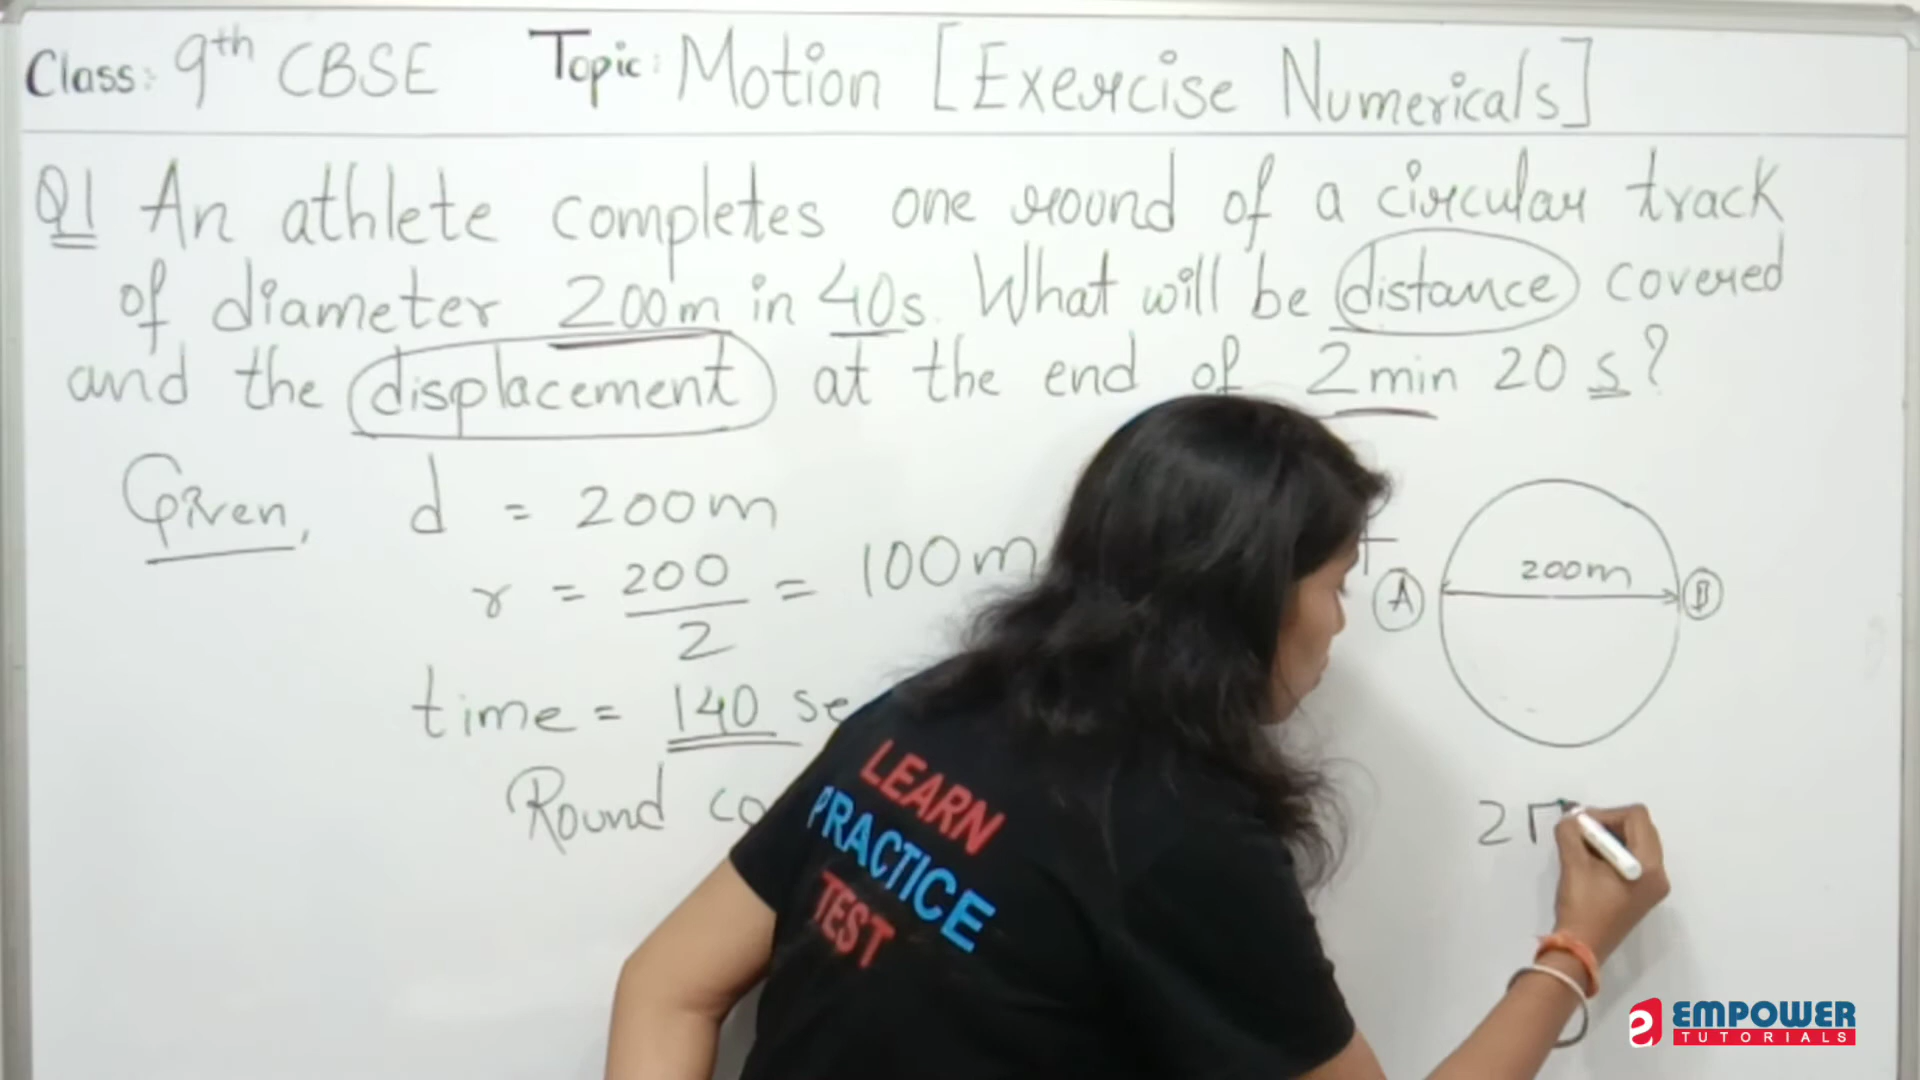 Class: 9th CBSE Topic: Motion [Exercise Numericals]
Q1 An athlete completes one round of a circular track
of diameter 200m in 40s. What will be distance covered
and the displacement at the end of 2 min 20 s?
Given, d = 200m
r = 200/2 = 100m
time = 140 se
Round co
200m
A
B
2
LEARN
PRACTICE
TEST
EMPOWER
TUTORIALS